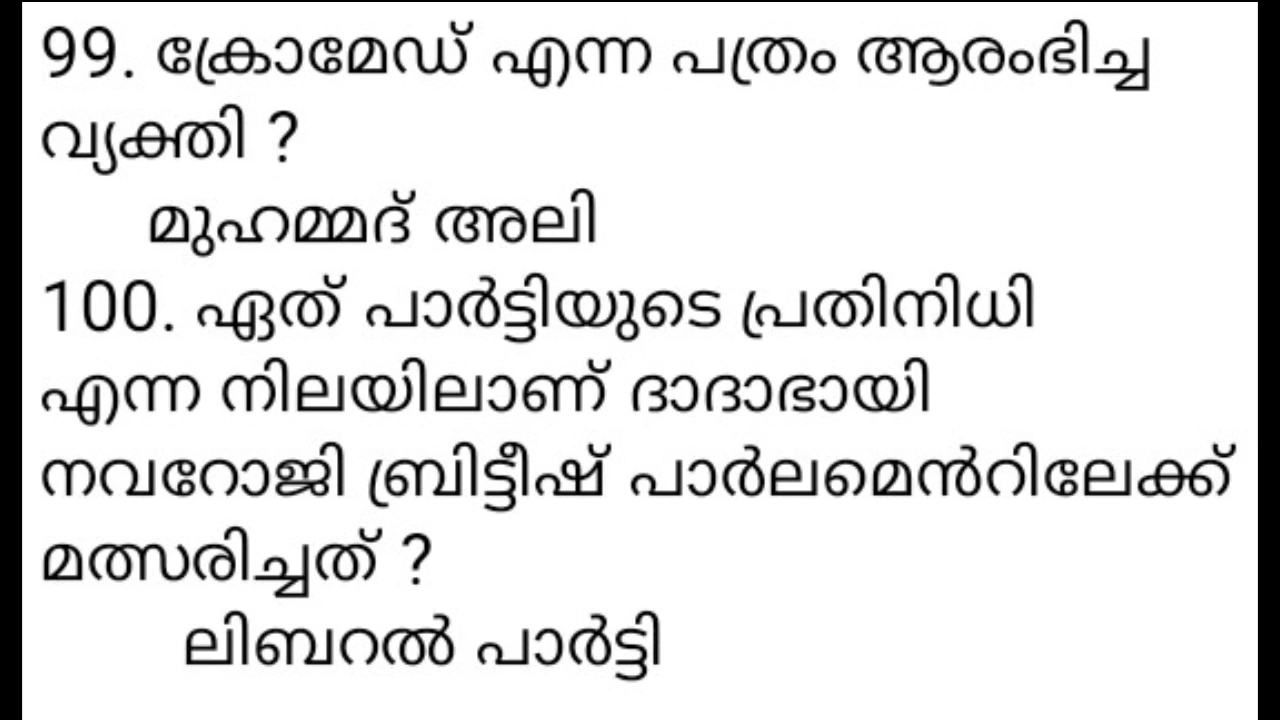 99. ക്രോമേഡ് എന്ന പത്രം ആരംഭിച്ച
വ്യക്തി ?
മുഹമ്മദ് അലി
100. ഏത് പാർട്ടിയുടെ പ്രതിനിധി
എന്ന നിലയിലാണ് ദാദാഭായി
നവറോജി ബ്രിട്ടീഷ് പാർലമെൻറിലേക്ക്
മത്സരിച്ചത് ?
ലിബറൽ പാർട്ടി